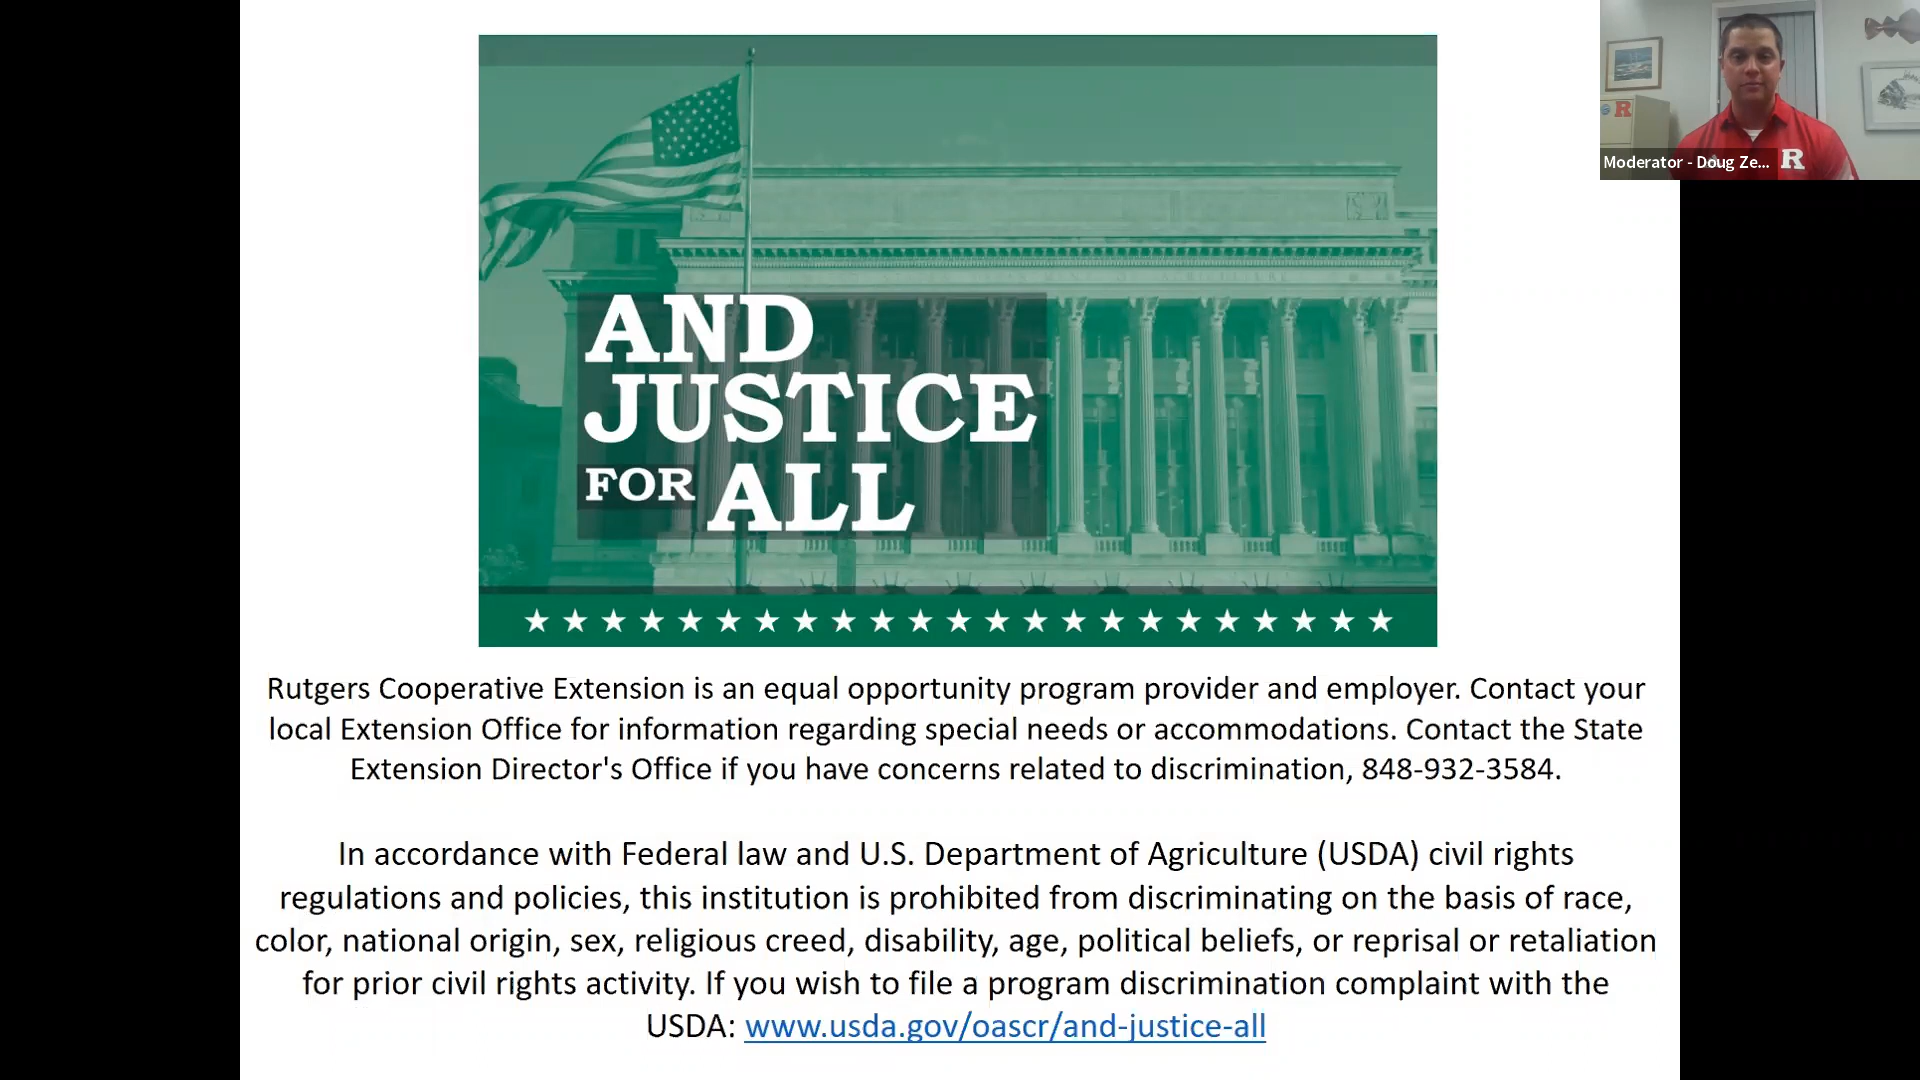 AND
JUSTICE
FOR ALL
R
Moderator - Doug Ze...
R
Rutgers Cooperative Extension is an equal opportunity program provider and employer. Contact your
local Extension Office for information regarding special needs or accommodations. Contact the State
Extension Director's Office if you have concerns related to discrimination, 848-932-3584.
In accordance with Federal law and U.S. Department of Agriculture (USDA) civil rights
regulations and policies, this institution is prohibited from discriminating on the basis of race,
color, national origin, sex, religious creed, disability, age, political beliefs, or reprisal or retaliation
for prior civil rights activity. If you wish to file a program discrimination complaint with the
USDA: www.usda.gov/oascr/and-justice-all